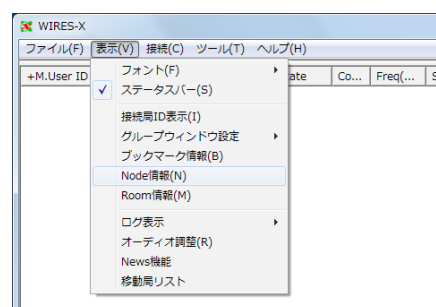 WIRES-X
ファイル(F) 表示(V) 接続(C) ツール(T) ヘルプ(H)
+M.User ID ate Co... Freq(... S
フォント(F)
ステータスバー(S)
接続局ID表示(I)
グループウィンドウ設定
ブックマーク情報(B)
Node情報(N)
Room情報(M)
ログ表示
オーディオ調整(R)
News機能
移動局リスト